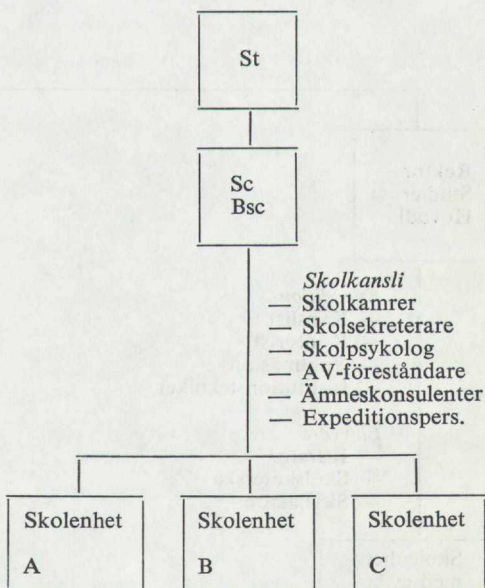 St
Sc
Bsc
Skolkansli
— Skolkamrer
— Skolsekreterare
— Skolpsykolog
— AV-föreståndare
— Ämneskonsulenter
— Expeditionspers.
Skolenhet
A
Skolenhet
B
Skolenhet
C